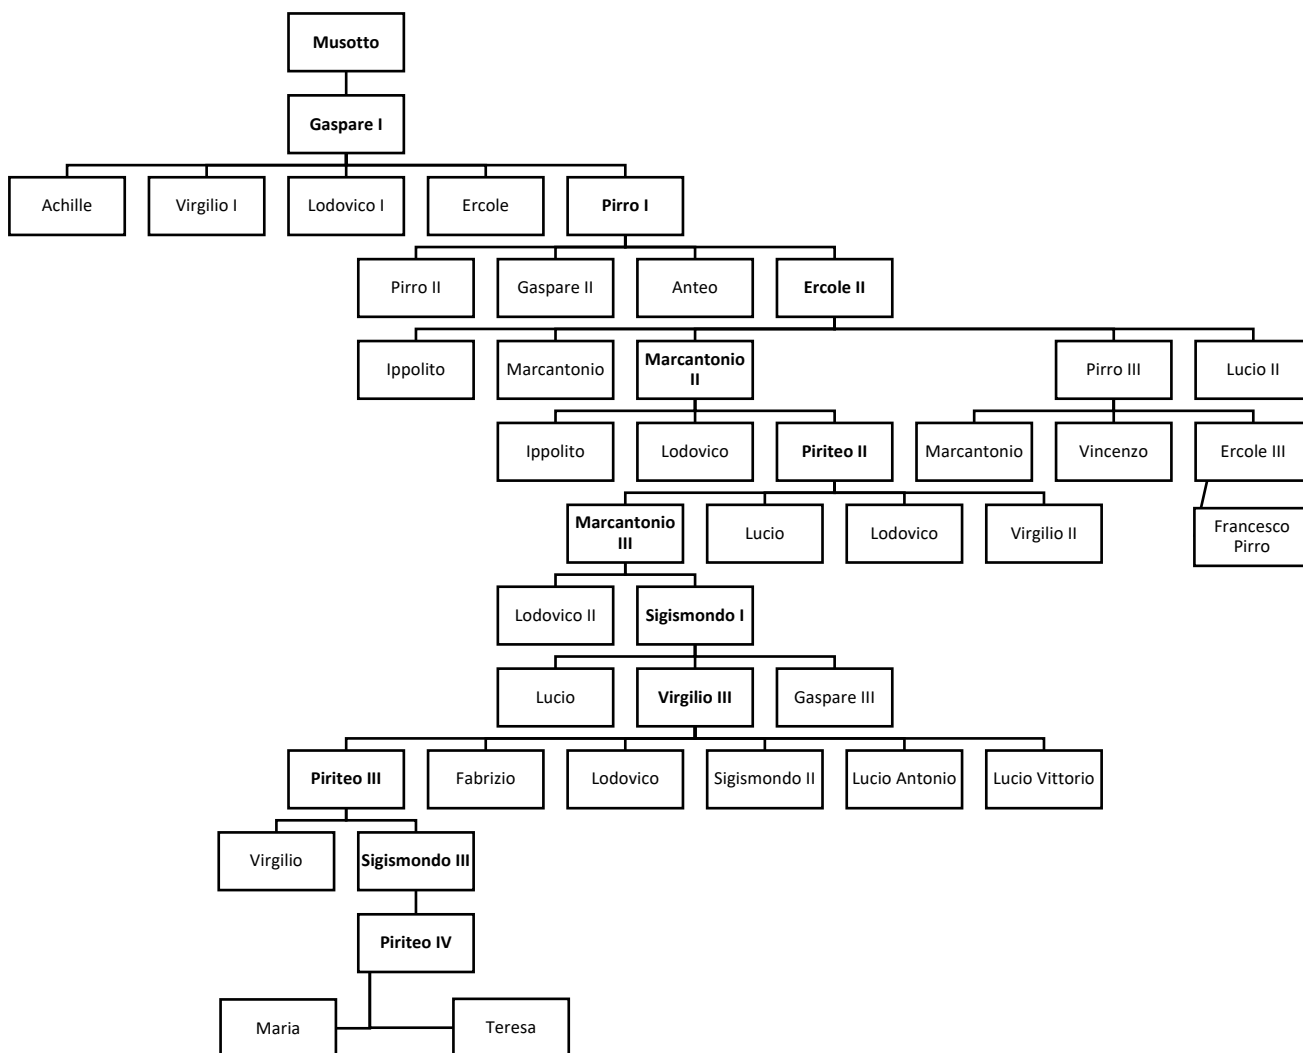 Musotto
Gaspare I
Achille
Virgilio I
Lodovico I
Ercole
Pirro I
Pirro II
Gaspare II
Anteo
Ercole II
Ippolito
Marcantonio
Marcantonio
II
Pirro III
Lucio II
Ippolito
Lodovico
Piriteo II
Marcantonio
Vincenzo
Ercole III
Marcantonio
III
Lucio
Lodovico
Virgilio II
Francesco
Pirro
Lodovico II
Sigismondo I
Lucio
Virgilio III
Gaspare III
Piriteo III
Fabrizio
Lodovico
Sigismondo II
Lucio Antonio
Lucio Vittorio
Virgilio
Sigismondo III
Piriteo IV
Maria
Teresa